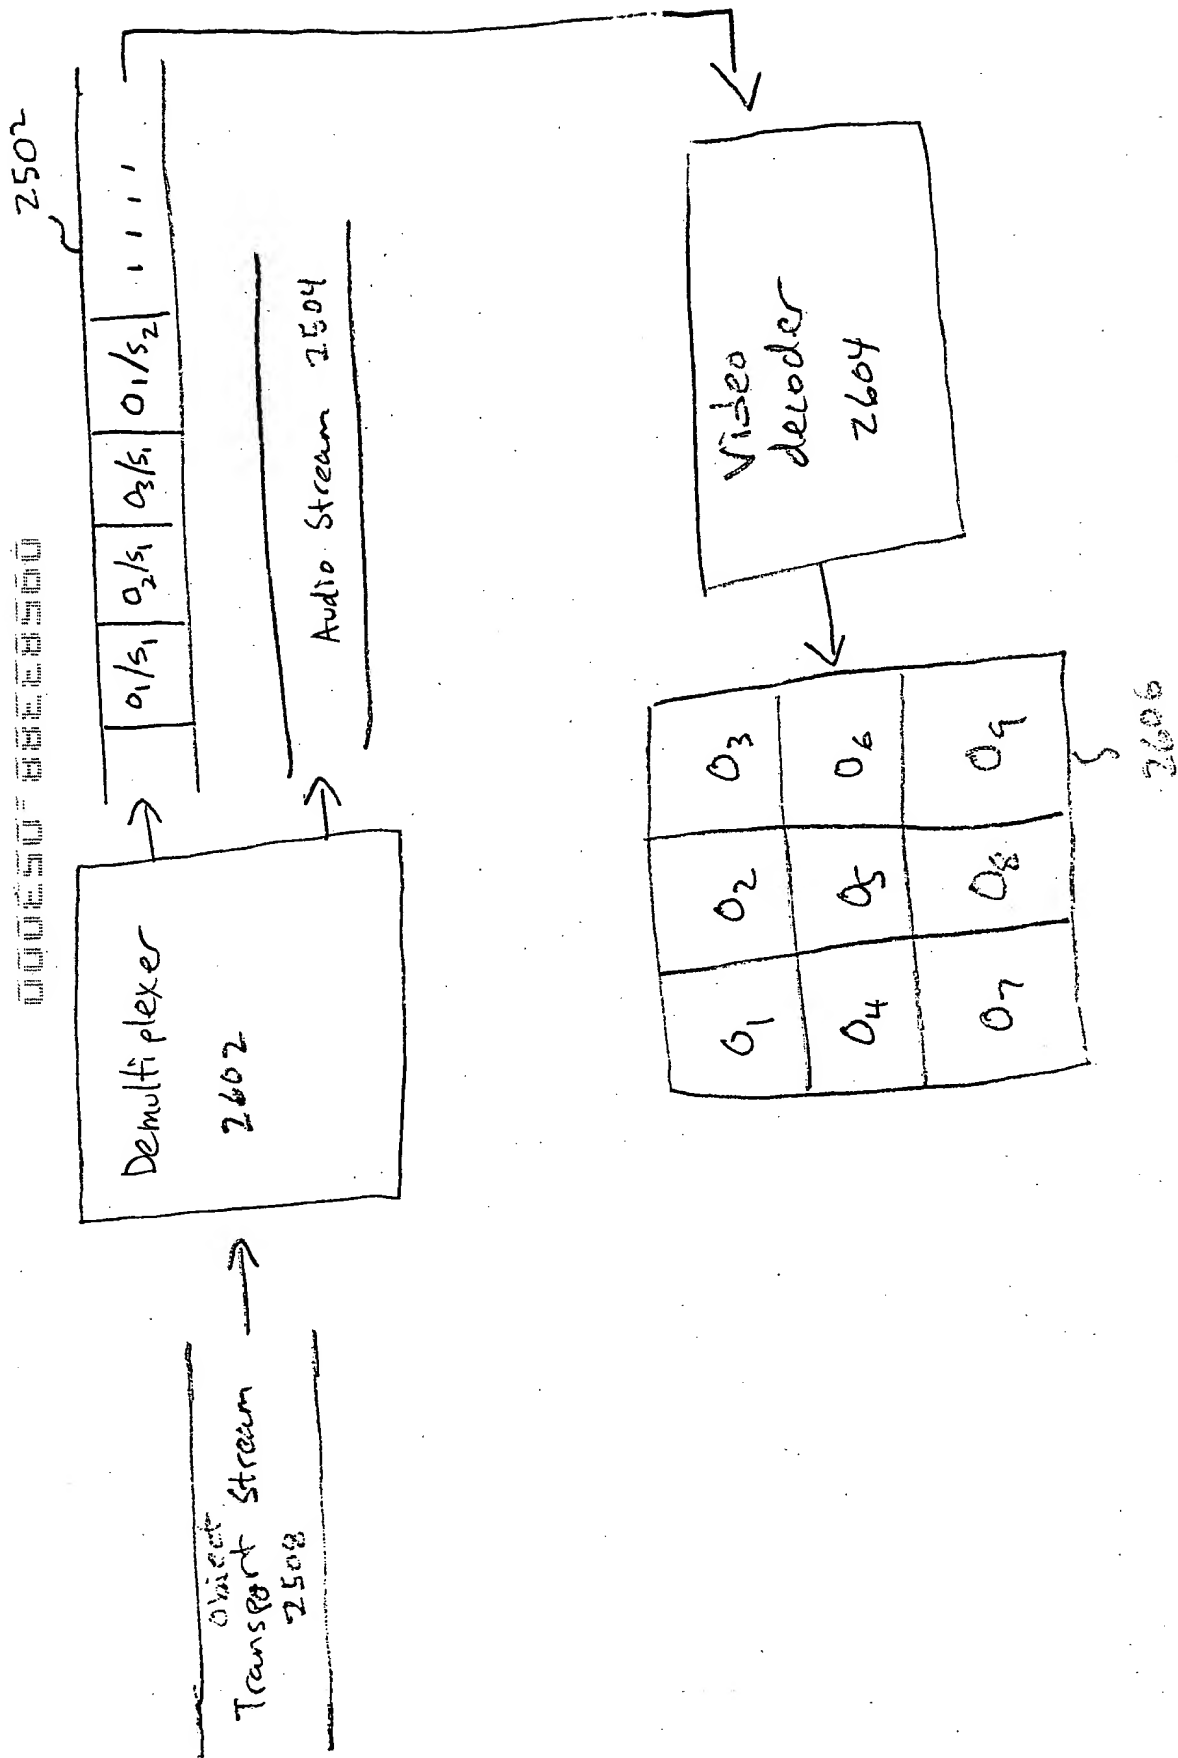 2502
O1/S1 O2/S1 O3/S1 O1/S2
Audio Stream 2504
Demultiplexer
2602
Object
Transport Stream
2508
Video
decoder
2604
O1 O2 O3
O4 O5 O6
O7 O8 O9
2606